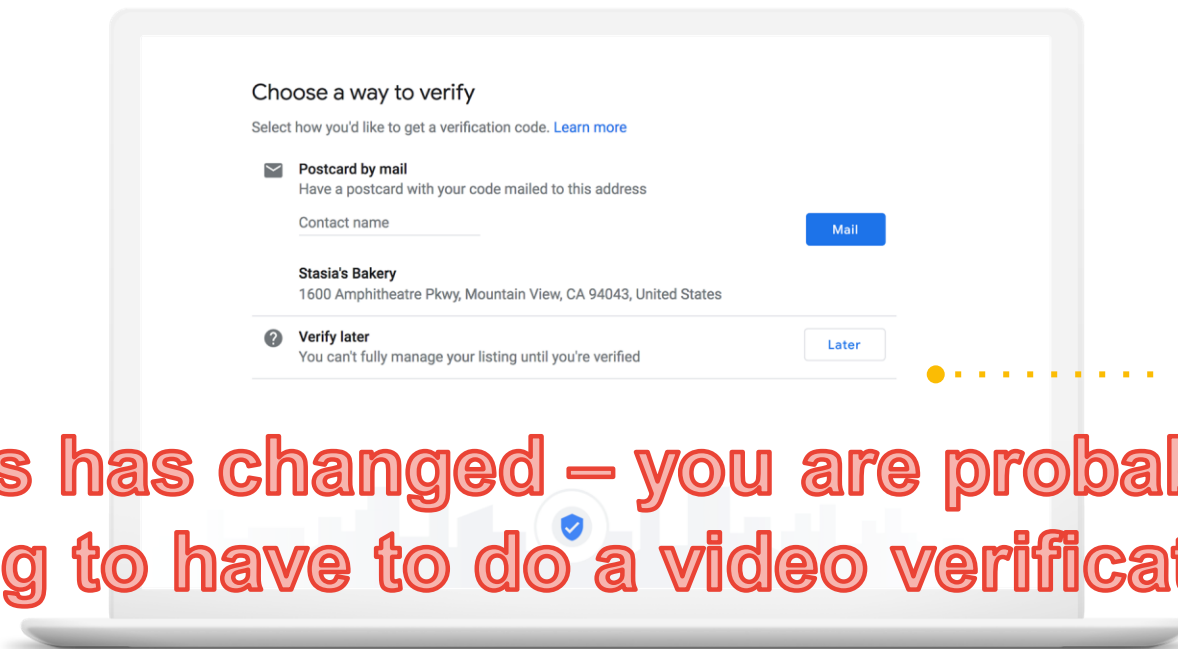 Choose a way to verify
Select how you'd like to get a verification code. Learn more
Postcard by mail
Have a postcard with your code mailed to this address
Contact name
Mail
Stasia's Bakery
1600 Amphitheatre Pkwy, Mountain View, CA 94043, United States
Verify later
You can't fully manage your listing until you're verified
Later
s has changed – you are probab
g to have to do a video verificat